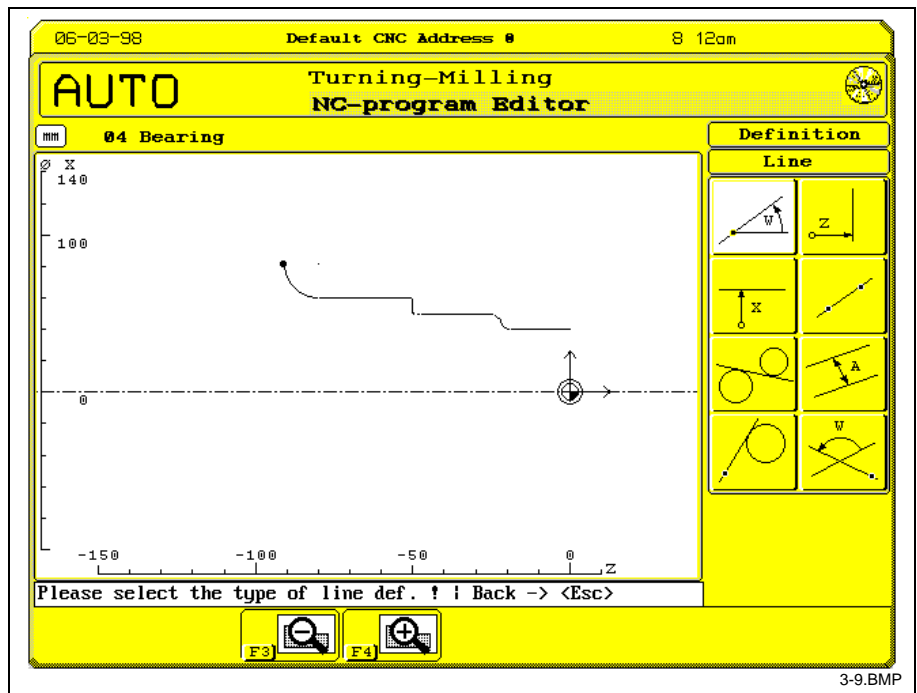 06-03-98 Default CNC Address 0 8 12am
AUTO
Turning-Milling
NC-program Editor
mm 04 Bearing
Definition
Line
Ø X
140
100
0
W
Z
X
A
W
-150 -100 -50 0
Z
Please select the type of line def. ! ¦ Back -> <Esc>
F3 F4
3-9.BMP